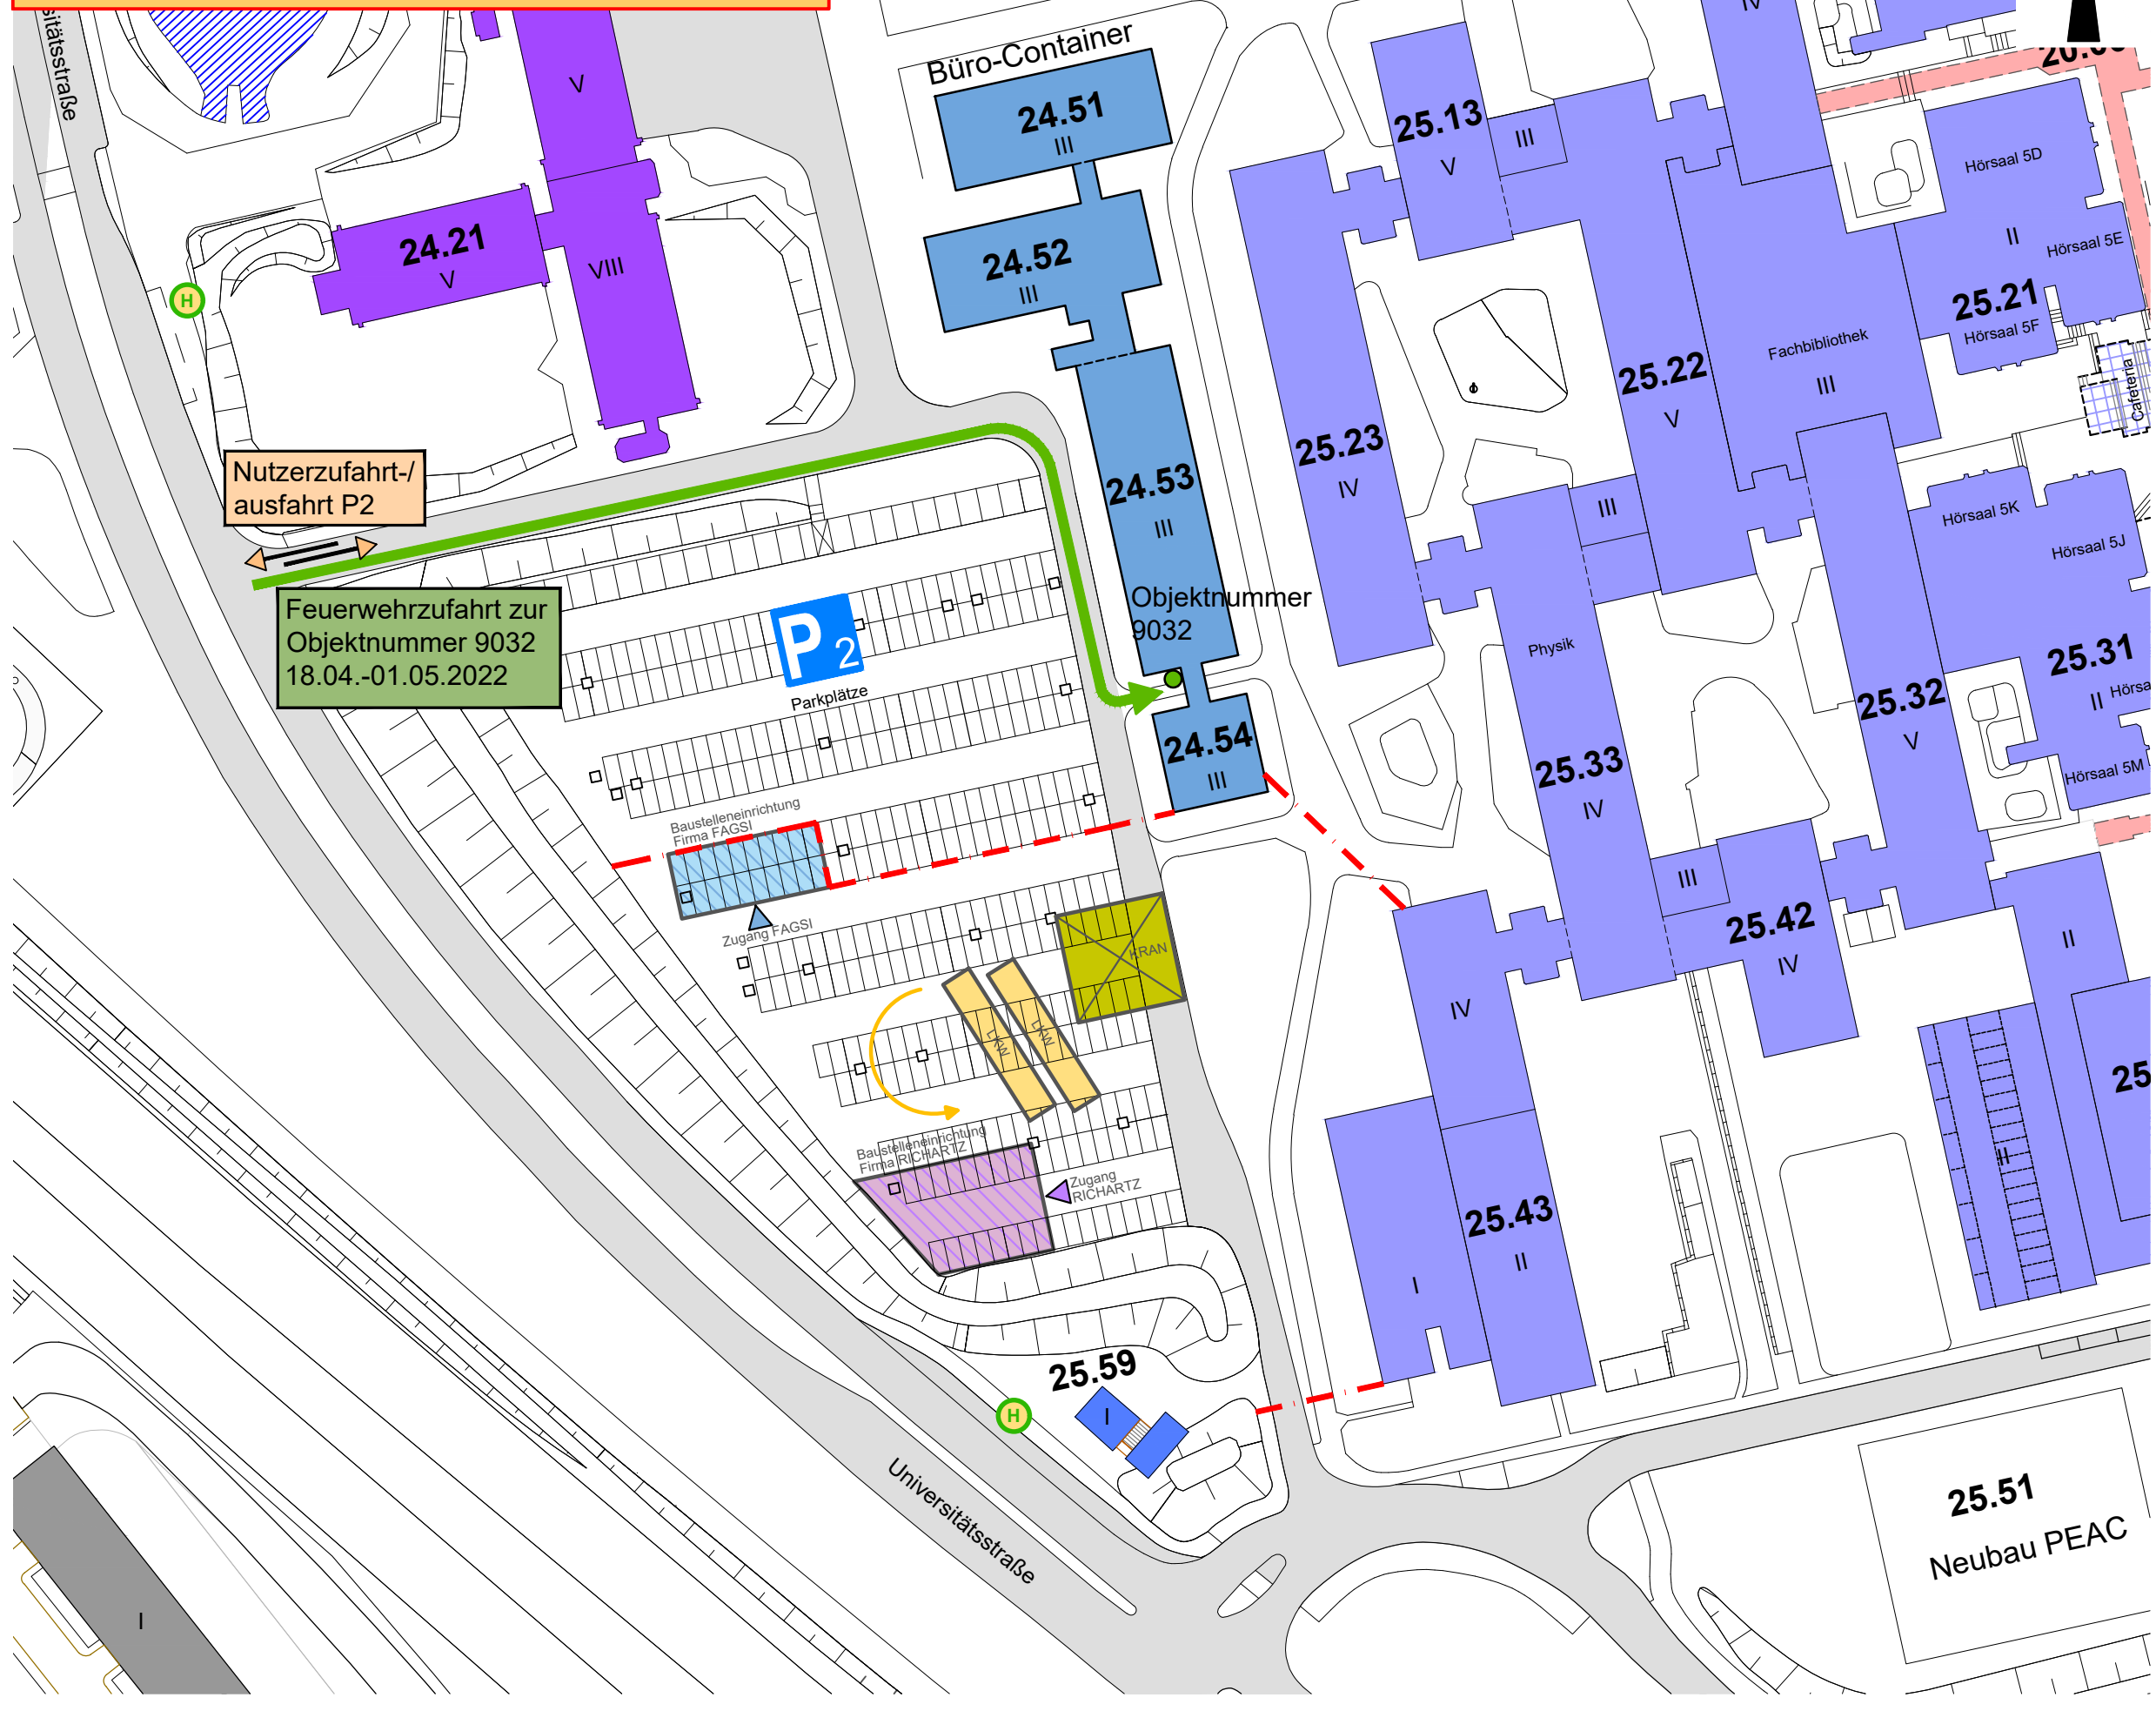 Büro-Container
24.51
III
V
24.21
V
VIII
H
24.52
III
25.13
V
III
IV
Hörsaal 5D
II
Hörsaal 5E
25.21
Hörsaal 5F
Cafeteria
Fachbibliothek
III
25.22
V
25.23
IV
24.53
III
Nutzerzufahrt-/
ausfahrt P2
Feuerwehrzufahrt zur
Objektnummer 9032
18.04.-01.05.2022
Objektnummer
9032
P 2
Parkplätze
III
Hörsaal 5K
Hörsaal 5J
Physik
25.31
II
25.32
V
Hörsaal 5M
24.54
III
25.33
IV
Baustelleneinrichtung
Firma FAGSI
Zugang FAGSI
KRAN
LKW
LKW
III
25.42
IV
II
IV
25
II
Baustelleneinrichtung
Firma RICHARTZ
Zugang
RICHARTZ
25.43
II
I
25.59
I
H
Universitätsstraße
25.51
Neubau PEAC
I